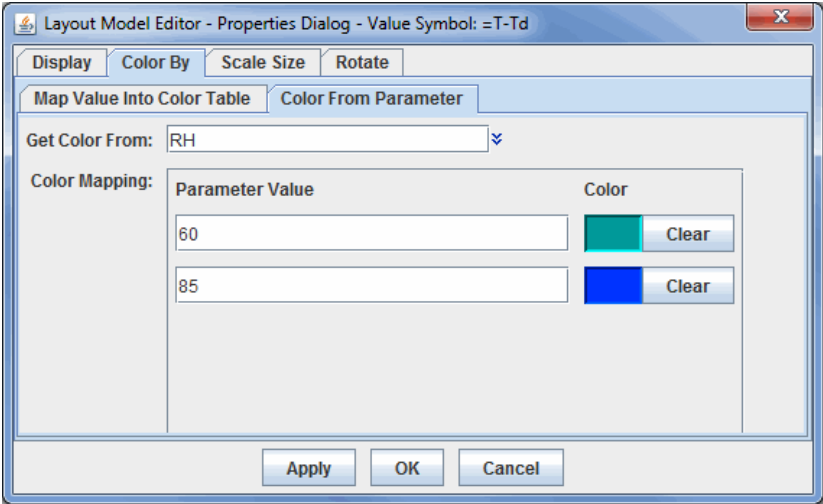 Layout Model Editor - Properties Dialog - Value Symbol: =T-Td
Display Color By Scale Size Rotate
Map Value Into Color Table Color From Parameter
Get Color From: RH
Color Mapping: Parameter Value Color
60 Clear
85 Clear
Apply OK Cancel